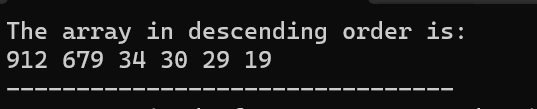 The array in descending order is:
912 679 34 30 29 19
--------------------------------